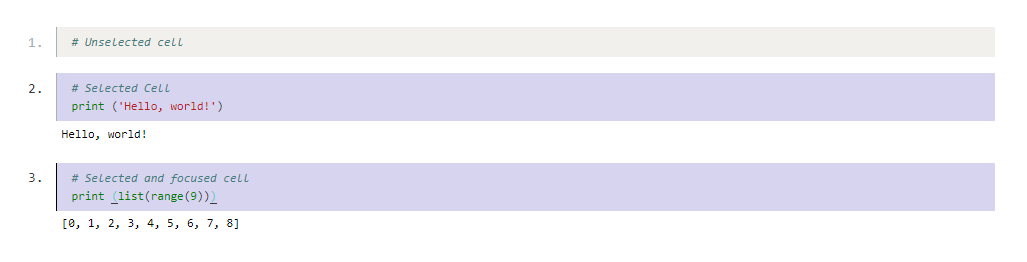 1. # Unselected cell
2. # Selected Cell
print ('Hello, world!')
Hello, world!
3. # Selected and focused cell
print (list(range(9)))
[0, 1, 2, 3, 4, 5, 6, 7, 8]